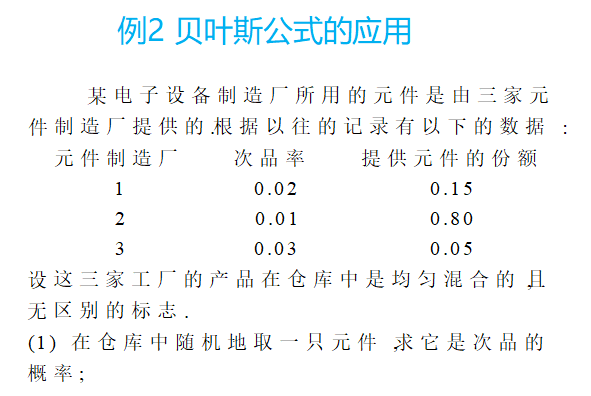 例2 贝叶斯公式的应用
某电子设备制造厂所用的元件是由三家元
件制造厂提供的.根据以往的记录有以下的数据：
元件制造厂 次品率 提供元件的份额
1 0.02 0.15
2 0.01 0.80
3 0.03 0.05
设这三家工厂的产品在仓库中是均匀混合的,且
无区别的标志.
(1) 在仓库中随机地取一只元件,求它是次品的
概率;